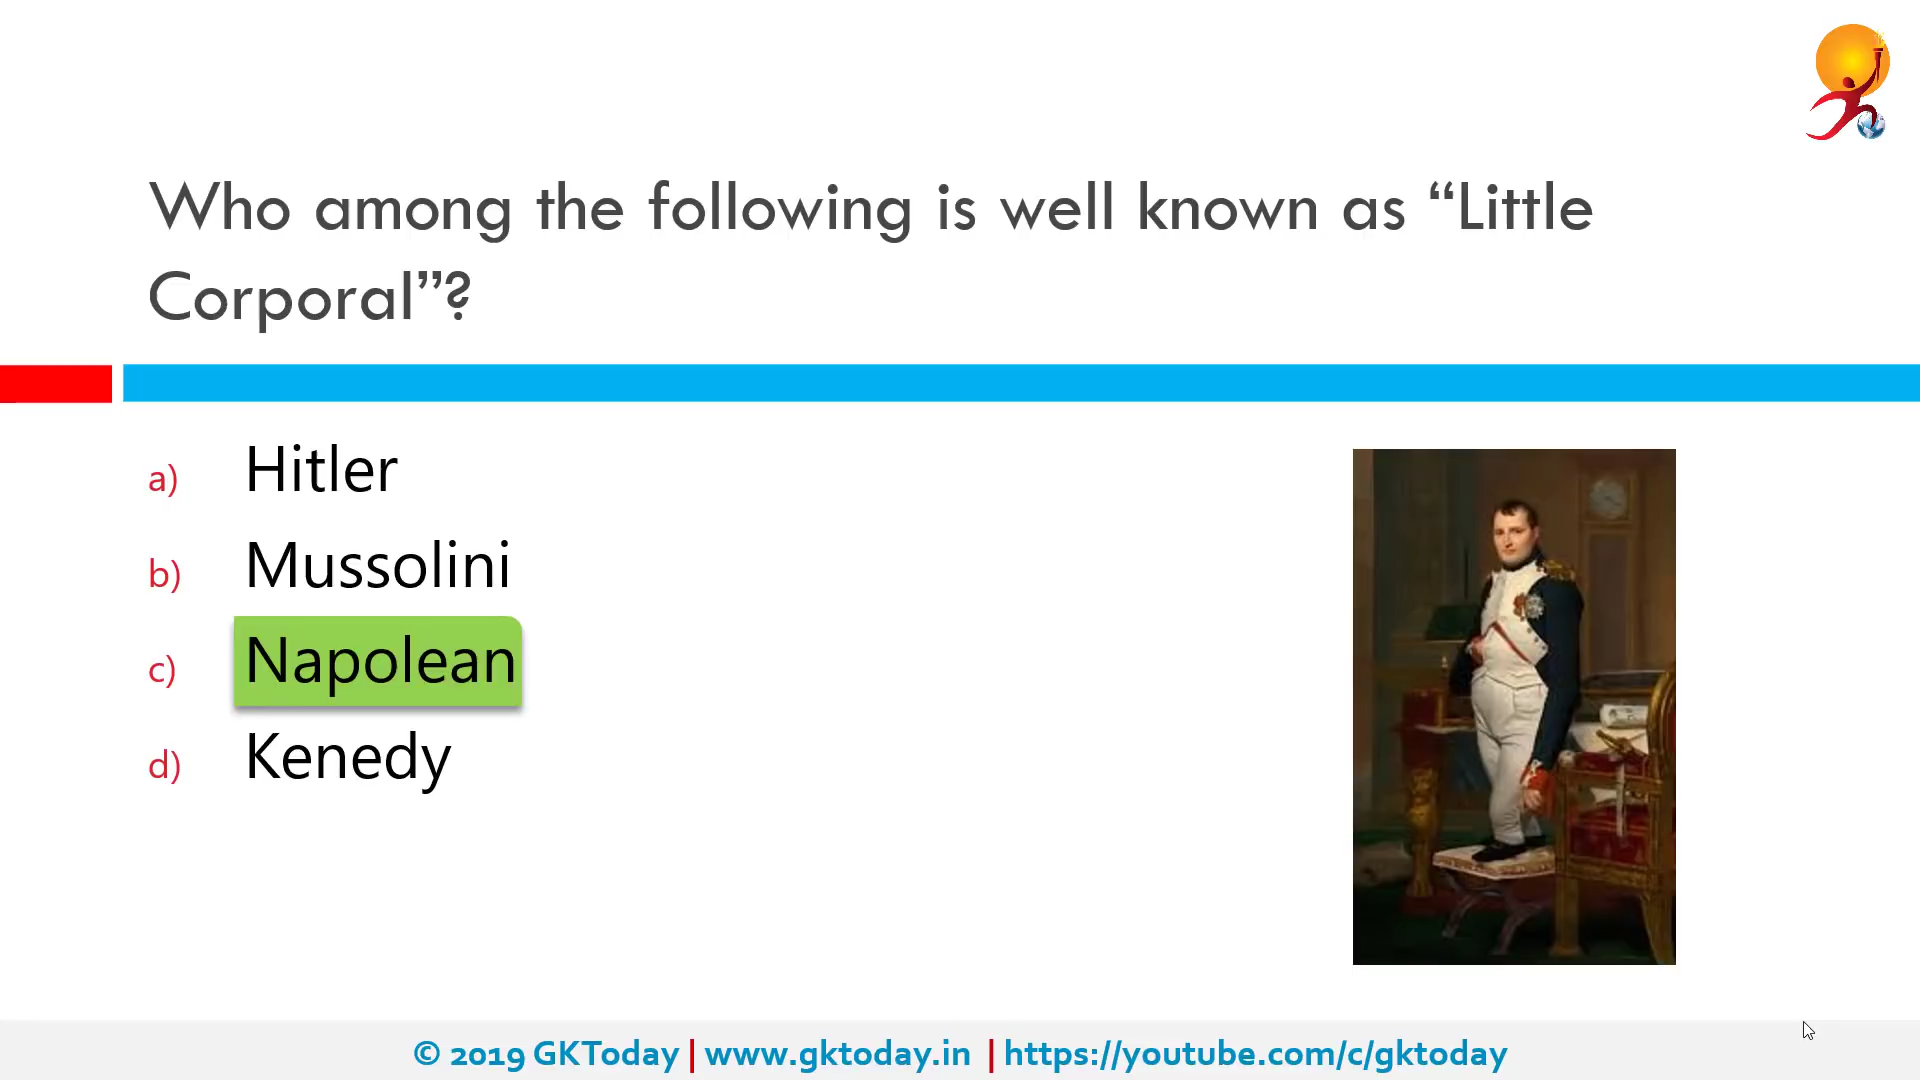 Who among the following is well known as “Little
Corporal”?
a) Hitler
b) Mussolini
c) Napolean
d) Kenedy
© 2019 GKToday | www.gktoday.in | https://youtube.com/c/gktoday